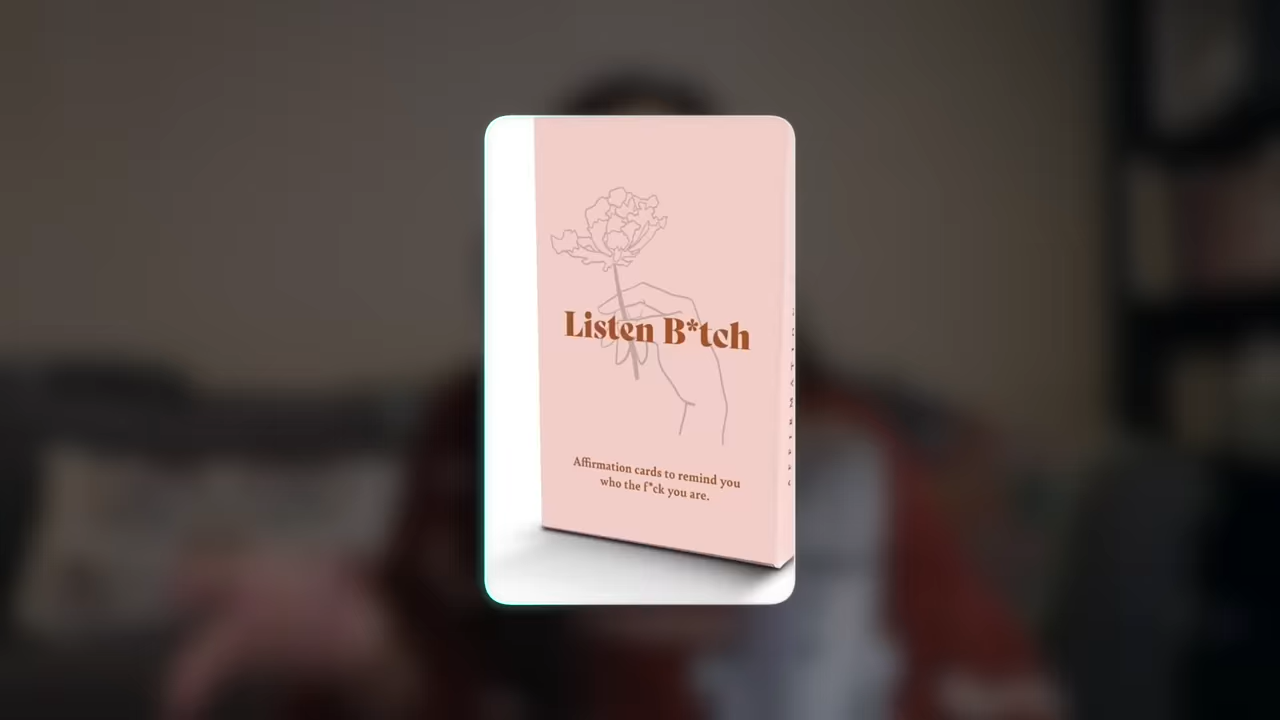 Listen B*tch
Affirmation cards to remind you
who the f*ck you are.